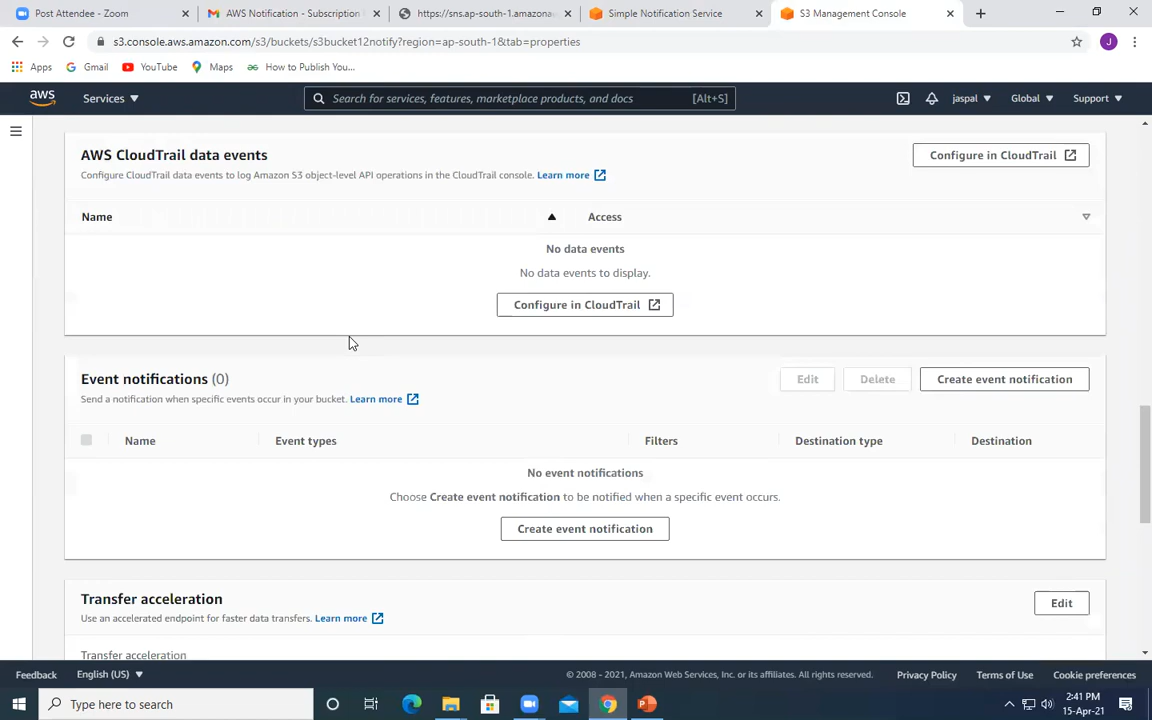 Post Attendee - Zoom
AWS Notification - Subscription
https://sns.ap-south-1.amazona
Simple Notification Service
S3 Management Console
s3.console.aws.amazon.com/s3/buckets/s3bucket12notify?region=ap-south-1&tab=properties
J
Apps
Gmail
YouTube
Maps
How to Publish You...
aws
Services
Search for services, features, marketplace products, and docs
[Alt+S]
jaspal
Global
Support
AWS CloudTrail data events
Configure in CloudTrail
Configure CloudTrail data events to log Amazon S3 object-level API operations in the CloudTrail console. Learn more
Name
Access
No data events
No data events to display.
Configure in CloudTrail
Event notifications (0)
Edit
Delete
Create event notification
Send a notification when specific events occur in your bucket. Learn more
Name
Event types
Filters
Destination type
Destination
No event notifications
Choose Create event notification to be notified when a specific event occurs.
Create event notification
Transfer acceleration
Edit
Use an accelerated endpoint for faster data transfers. Learn more
Transfer acceleration
Feedback
English (US)
© 2008 - 2021, Amazon Web Services, Inc. or its affiliates. All rights reserved.
Privacy Policy
Terms of Use
Cookie preferences
Type here to search
2:41 PM
15-Apr-21